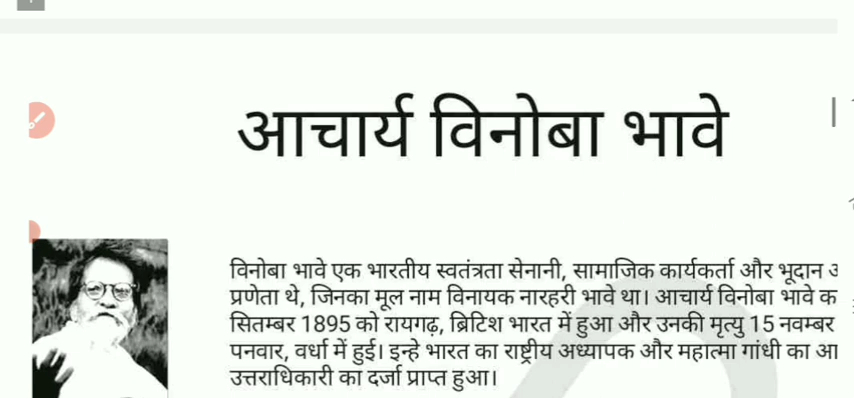 आचार्य विनोबा भावे
विनोबा भावे एक भारतीय स्वतंत्रता सेनानी, सामाजिक कार्यकर्ता और भूदान
प्रणेता थे, जिनका मूल नाम विनायक नारहरी भावे था। आचार्य विनोबा भावे
सितम्बर 1895 को रायगढ़, ब्रिटिश भारत में हुआ और उनकी मृत्यु 15 नवम्बर
पनवार, वर्धा में हुई। इन्हे भारत का राष्ट्रीय अध्यापक और महात्मा गांधी का
उत्तराधिकारी का दर्जा प्राप्त हुआ।